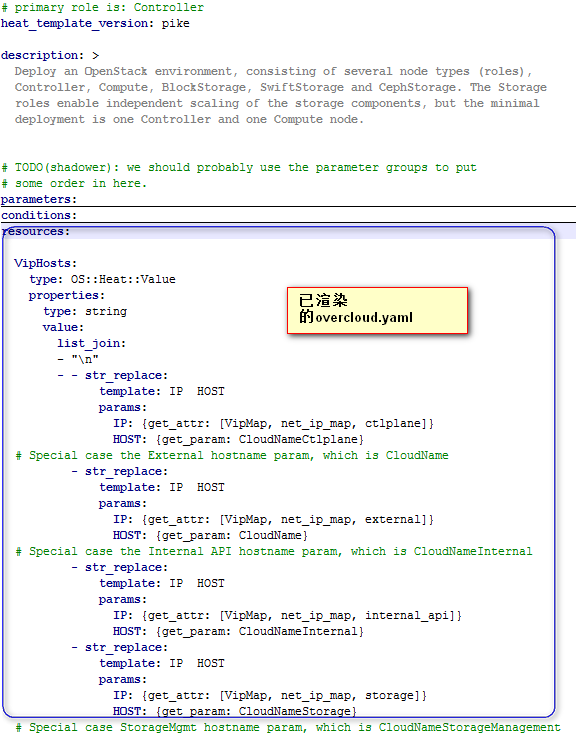 # primary role is: Controller
heat_template_version: pike
description: >
Deploy an OpenStack environment, consisting of several node types (roles),
Controller, Compute, BlockStorage, SwiftStorage and CephStorage. The Storage
roles enable independent scaling of the storage components, but the minimal
deployment is one Controller and one Compute node.
# TODO(shadower): we should probably use the parameter groups to put
# some order in here.
parameters:
conditions:
resources:
VipHosts:
type: OS::Heat::Value
properties:
type: string
value:
list_join:
- "\n"
- - str_replace:
template: IP  HOST
params:
IP: {get_attr: [VipMap, net_ip_map, ctlplane]}
HOST: {get_param: CloudNameCtlplane}
# Special case the External hostname param, which is CloudName
- str_replace:
template: IP  HOST
params:
IP: {get_attr: [VipMap, net_ip_map, external]}
HOST: {get_param: CloudName}
# Special case the Internal API hostname param, which is CloudNameInternal
- str_replace:
template: IP  HOST
params:
IP: {get_attr: [VipMap, net_ip_map, internal_api]}
HOST: {get_param: CloudNameInternal}
- str_replace:
template: IP  HOST
params:
IP: {get_attr: [VipMap, net_ip_map, storage]}
HOST: {get_param: CloudNameStorage}
# Special case StorageMgmt hostname param, which is CloudNameStorageManagement
已渲染
的overcloud.yaml